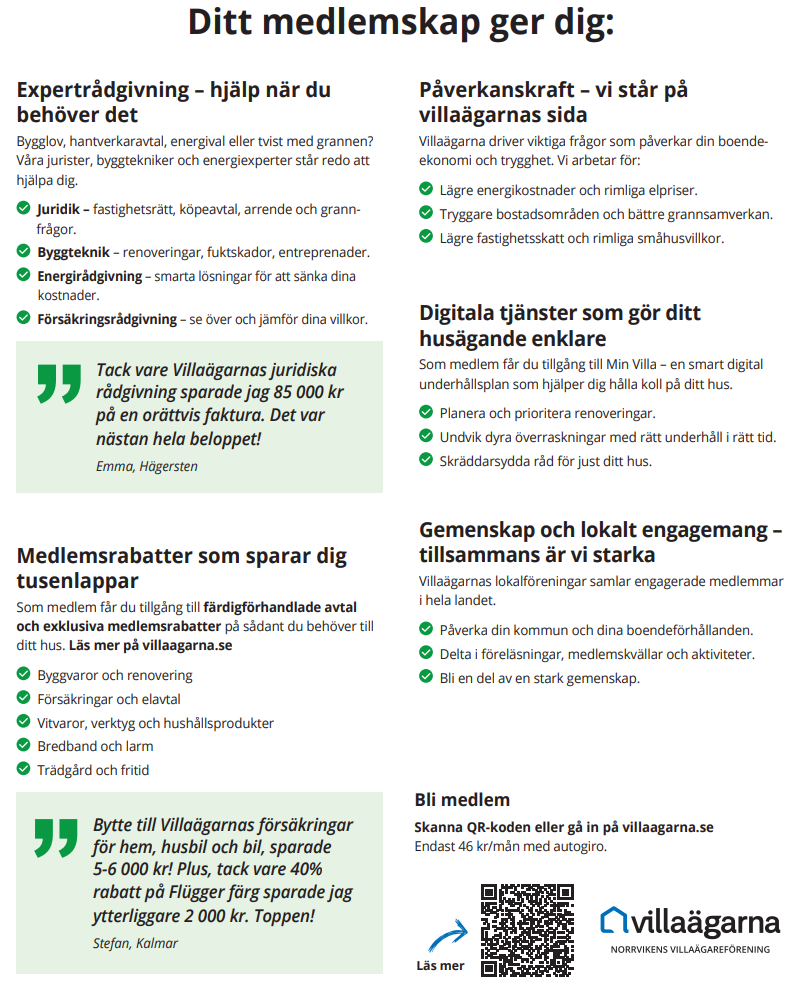 Ditt medlemskap ger dig:
Expertrådgivning – hjälp när du
behöver det
Bygglov, hantverkaravtal, energival eller tvist med grannen?
Våra jurister, byggtekniker och energiexperter står redo att
hjälpa dig.
Juridik – fastighetsrätt, köpeavtal, arrende och grann-
frågor.
Byggteknik – renoveringar, fuktskador, entreprenader.
Energirådgivning – smarta lösningar för att sänka dina
kostnader.
Försäkringsrådgivning – se över och jämför dina villkor.
Tack vare Villaägarnas juridiska
rådgivning sparade jag 85 000 kr
på en orättvis faktura. Det var
nästan hela beloppet!
Emma, Hägersten
Medlemsrabatter som sparar dig
tusenlappar
Som medlem får du tillgång till färdigförhandlade avtal
och exklusiva medlemsrabatter på sådant du behöver till
ditt hus. Läs mer på villaagarna.se
Byggvaror och renovering
Försäkringar och elavtal
Vitvaror, verktyg och hushållsprodukter
Bredband och larm
Trädgård och fritid
Bytte till Villaägarnas försäkringar
för hem, husbil och bil, sparade
5-6 000 kr! Plus, tack vare 40%
rabatt på Flügger färg sparade jag
ytterliggare 2 000 kr. Toppen!
Stefan, Kalmar
Påverkanskraft – vi står på
villaägarnas sida
Villaägarna driver viktiga frågor som påverkar din boende-
ekonomi och trygghet. Vi arbetar för:
Lägre energikostnader och rimliga elpriser.
Tryggare bostadsområden och bättre grannsamverkan.
Lägre fastighetsskatt och rimliga småhusvillkor.
Digitala tjänster som gör ditt
husägande enklare
Som medlem får du tillgång till Min Villa – en smart digital
underhållsplan som hjälper dig hålla koll på ditt hus.
Planera och prioritera renoveringar.
Undvik dyra överraskningar med rätt underhåll i rätt tid.
Skräddarsydda råd för just ditt hus.
Gemenskap och lokalt engagemang –
tillsammans är vi starka
Villaägarnas lokalföreningar samlar engagerade medlemmar
i hela landet.
Påverka din kommun och dina boendeförhållanden.
Delta i föreläsningar, medlemskvällar och aktiviteter.
Bli en del av en stark gemenskap.
Bli medlem
Skanna QR-koden eller gå in på villaagarna.se
Endast 46 kr/mån med autogiro.
Läs mer
villaägarna
NORRVIKENS VILLAÄGAREFÖRENING